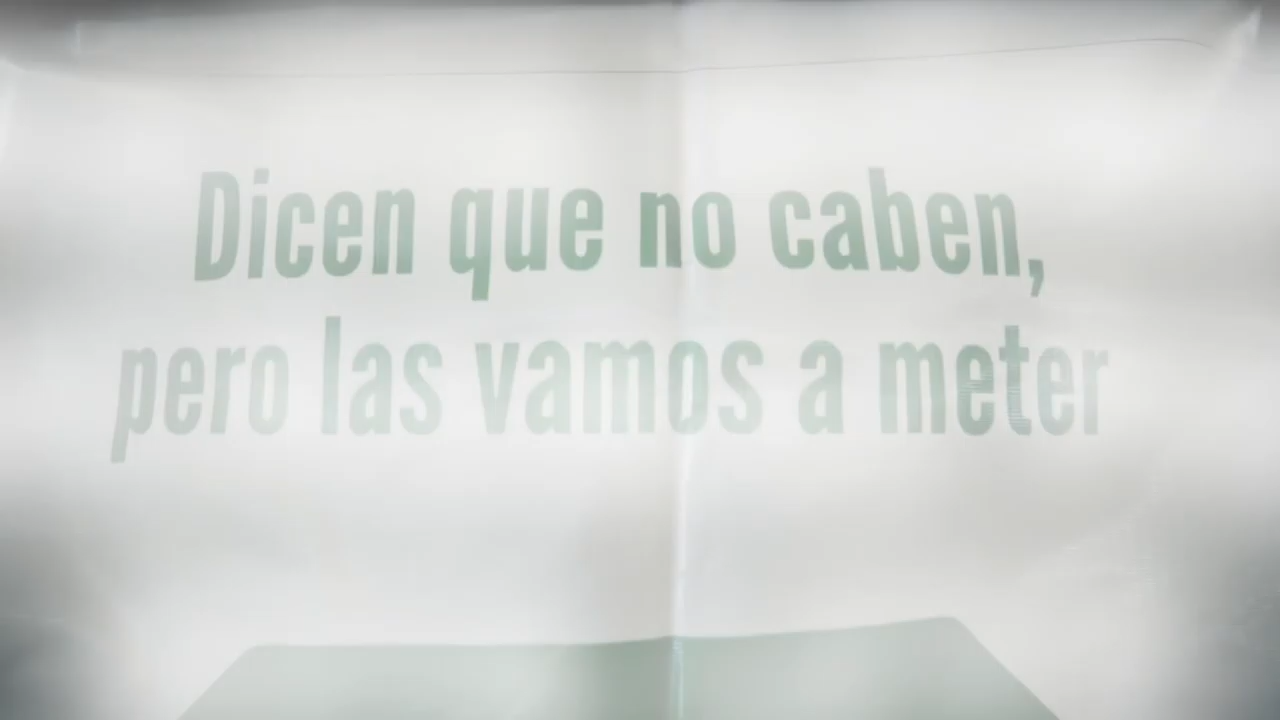 Dicen que no caben,
pero las vamos a meter